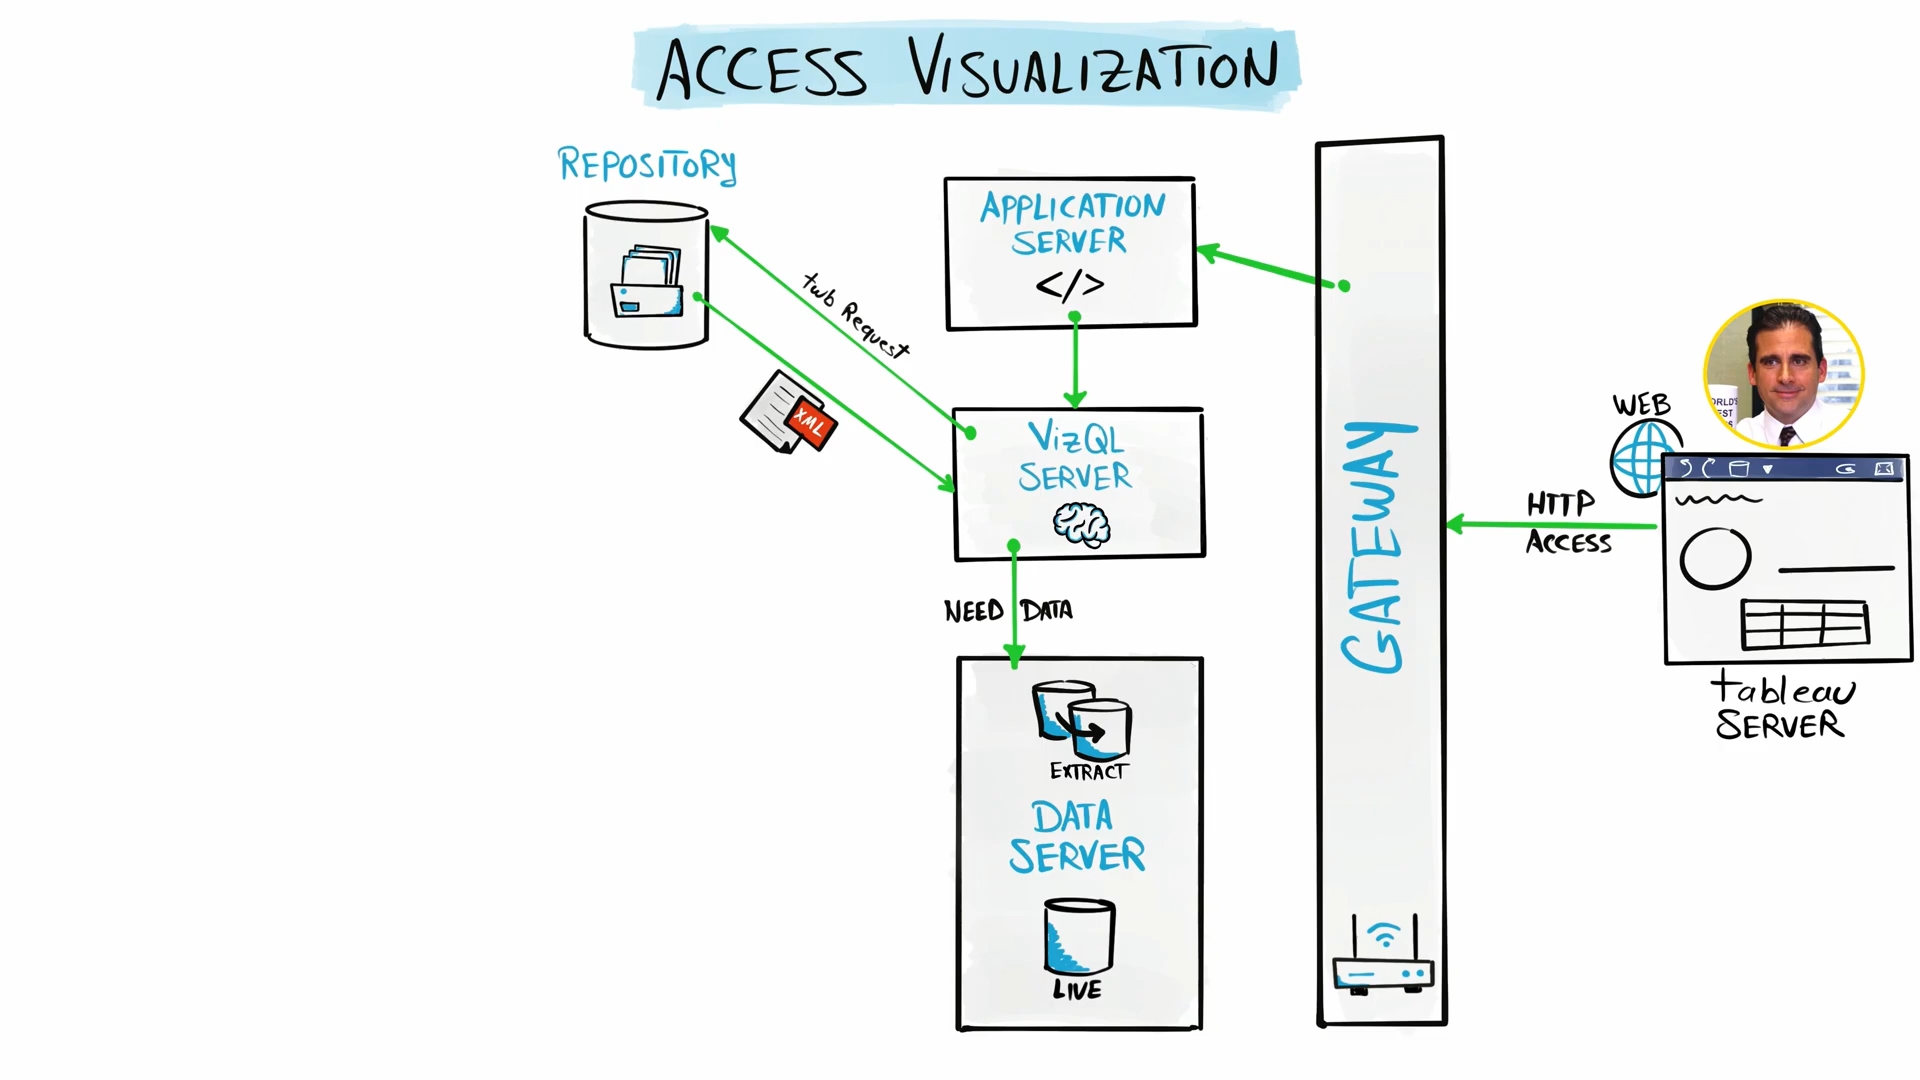 ACCESS VISUALIZATION
REPOSITORY
APPLICATION
SERVER
</>
twb Request
XML
VizQL
SERVER
NEED DATA
EXTRACT
DATA
SERVER
LIVE
GATEWAY
WEB
HTTP
ACCESS
tableau
SERVER